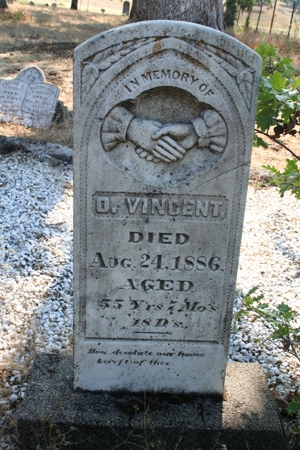 IN MEMORY OF
O. VINCENT
DIED
AUG. 24, 1886.
AGED
55 Yrs 7 Mo's
18 D's.
How desolate our home
bereft of thee